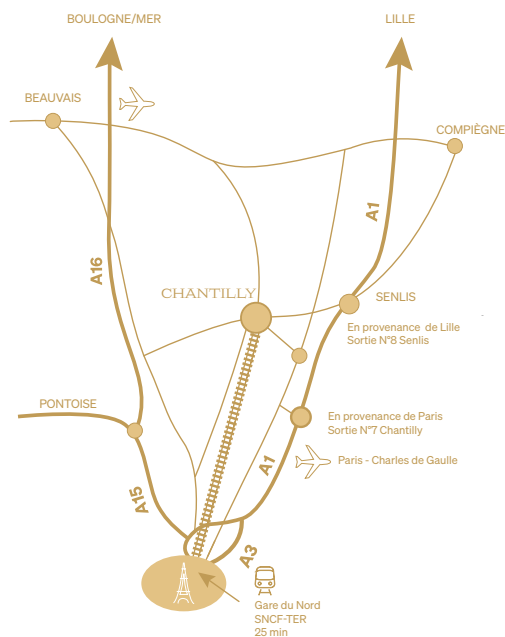 BOULOGNE/MER
LILLE
BEAUVAIS
COMPIÈGNE
A1
A16
CHANTILLY
SENLIS
En provenance de Lille
Sortie N°8 Senlis
PONTOISE
En provenance de Paris
Sortie N°7 Chantilly
Paris - Charles de Gaulle
A1
A15
A3
Gare du Nord
SNCF-TER
25 min